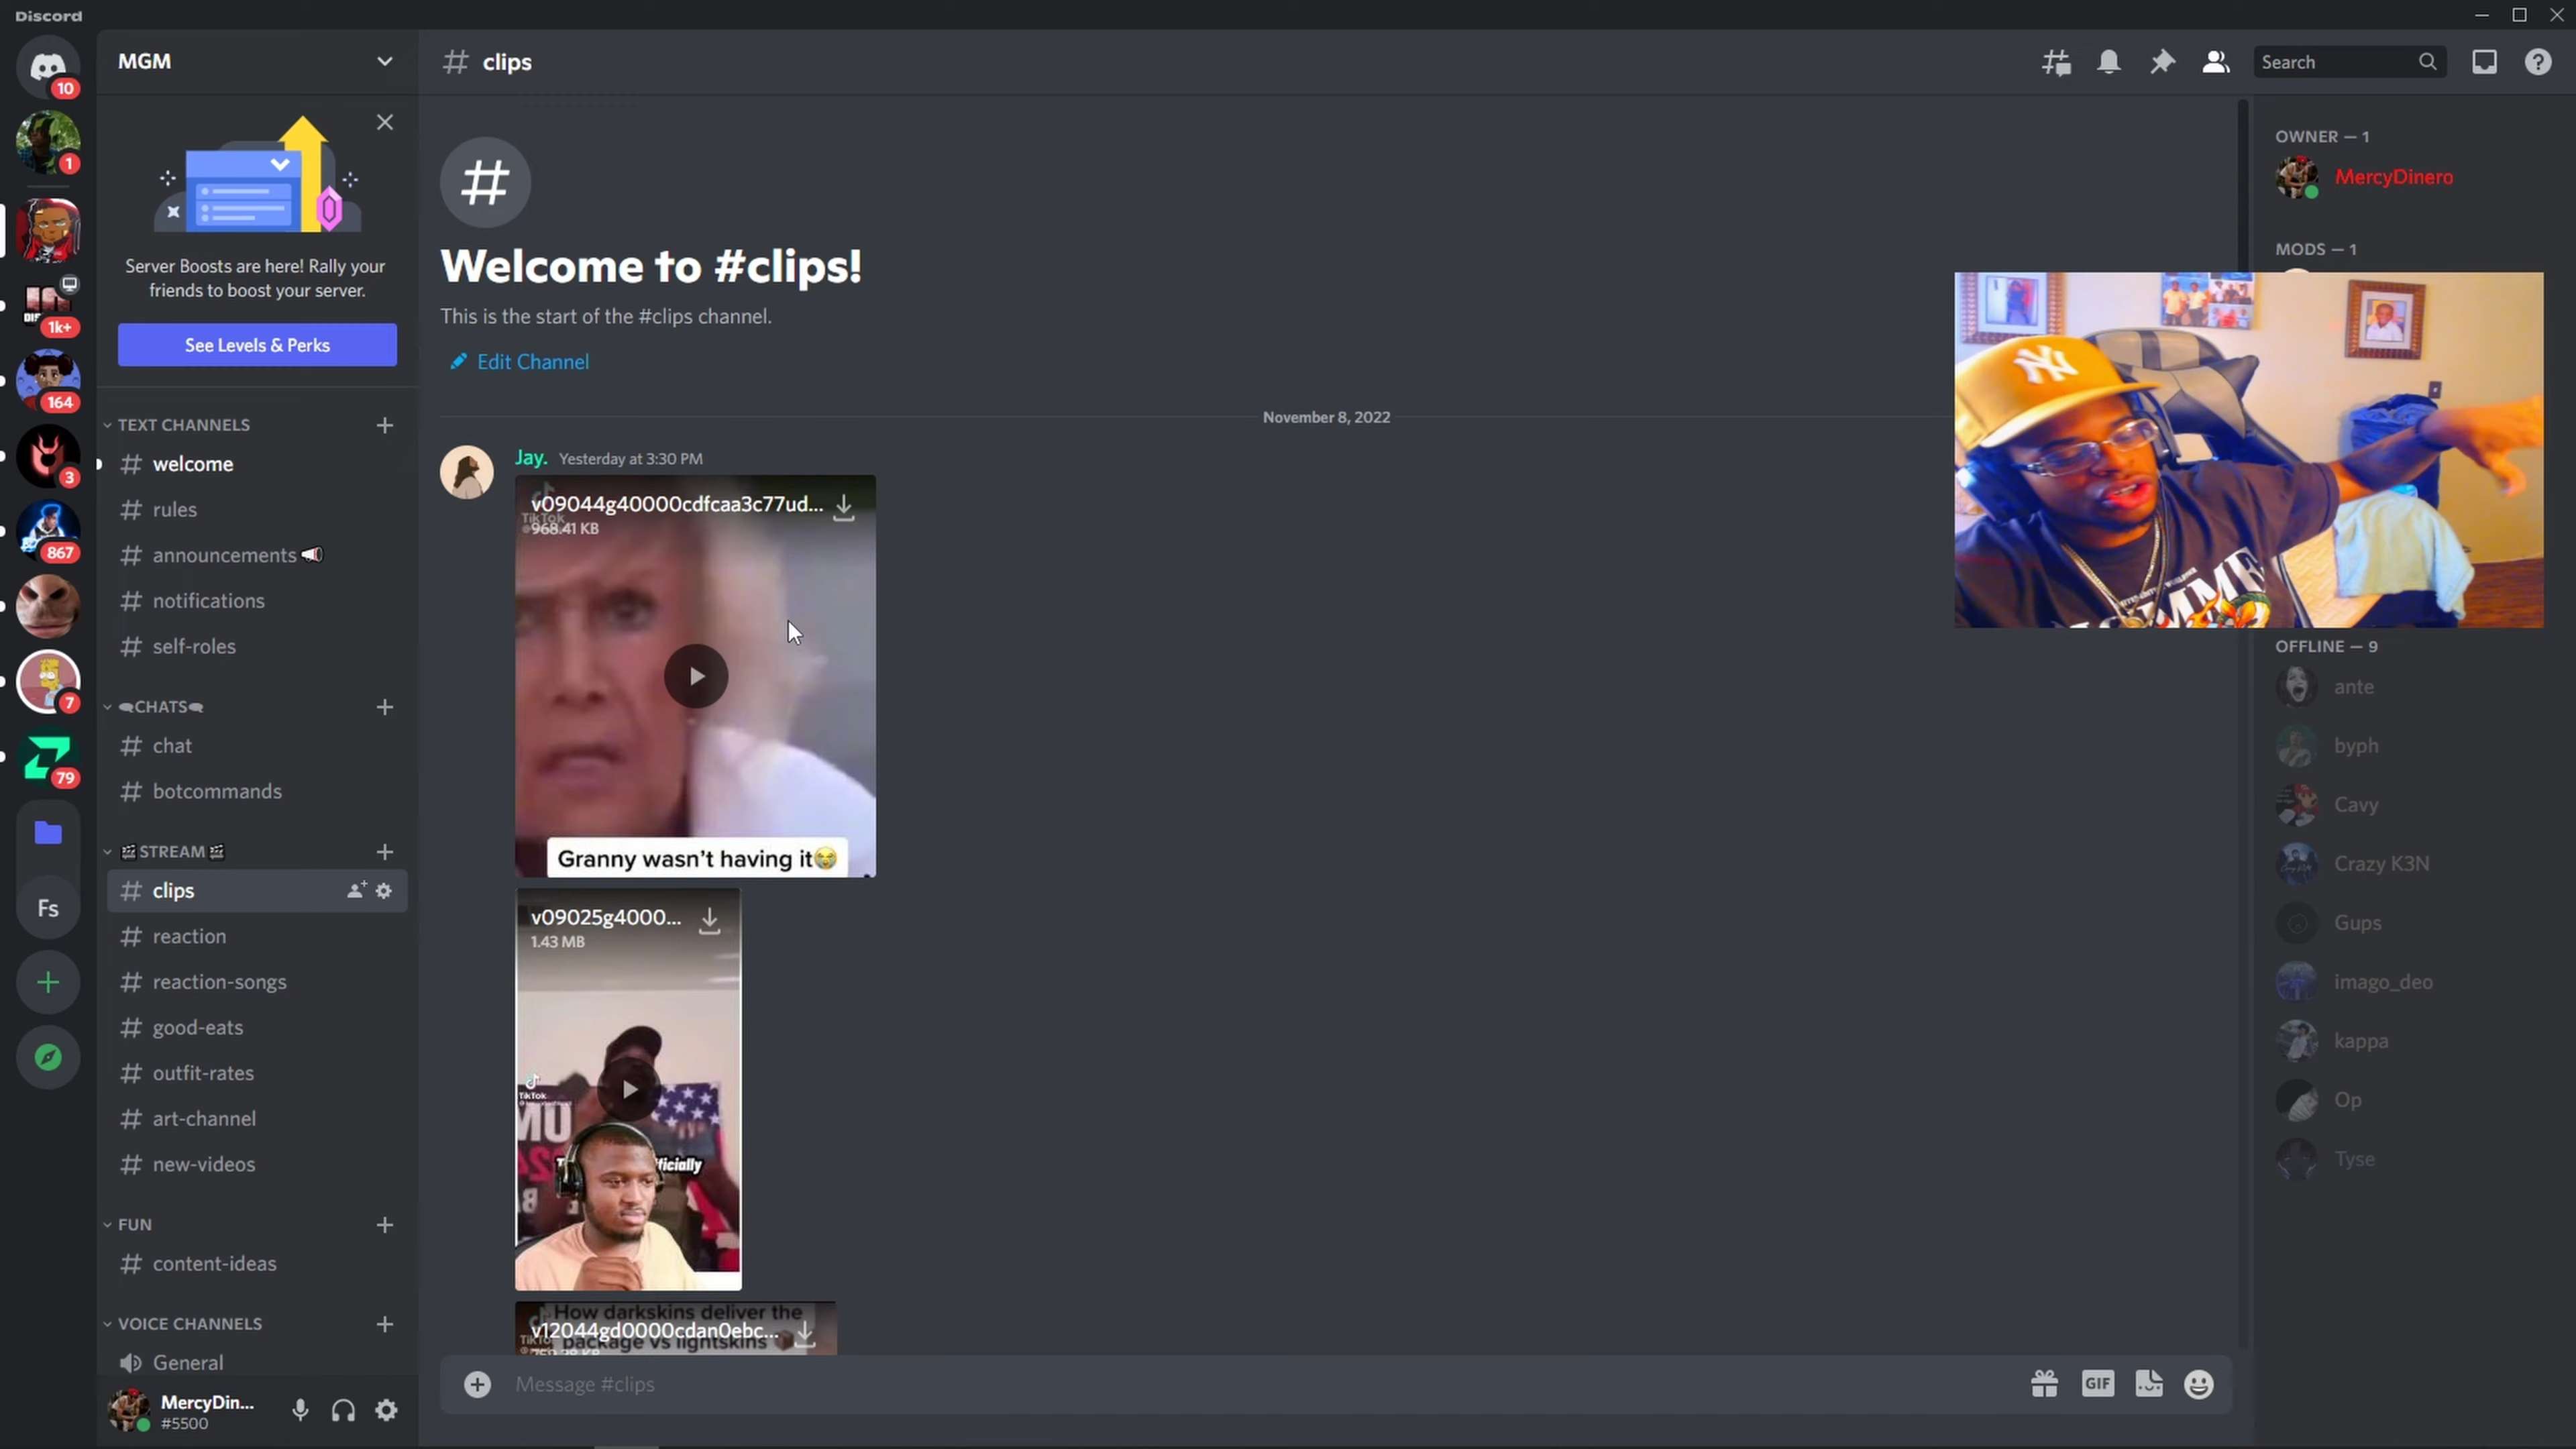 Discord
MGM
Server Boosts are here! Rally your
friends to boost your server.
See Levels & Perks
TEXT CHANNELS
welcome
rules
announcements
notifications
self-roles
CHATS
chat
botcommands
STREAM
clips
reaction
reaction-songs
good-eats
outfit-rates
art-channel
new-videos
FUN
content-ideas
VOICE CHANNELS
General
MercyDin...
#5500
10
1
1k+
164
3
867
7
79
Fs
# clips
Search
Welcome to #clips!
This is the start of the #clips channel.
Edit Channel
November 8, 2022
Jay. Yesterday at 3:30 PM
v09044g40000cdfcaa3c77ud...
TikTok
968.41 KB
Granny wasn't having it😭
v09025g4000...
1.43 MB
TikTok
ficially
How darkskins deliver the
v12044gd0000cdan0ebc...
package vs lightskins 📦
Message #clips
GIF
OWNER — 1
MercyDinero
MODS — 1
NY
OFFLINE — 9
ante
byph
Cavy
Crazy K3N
Gups
imago_deo
kappa
Op
Tyse